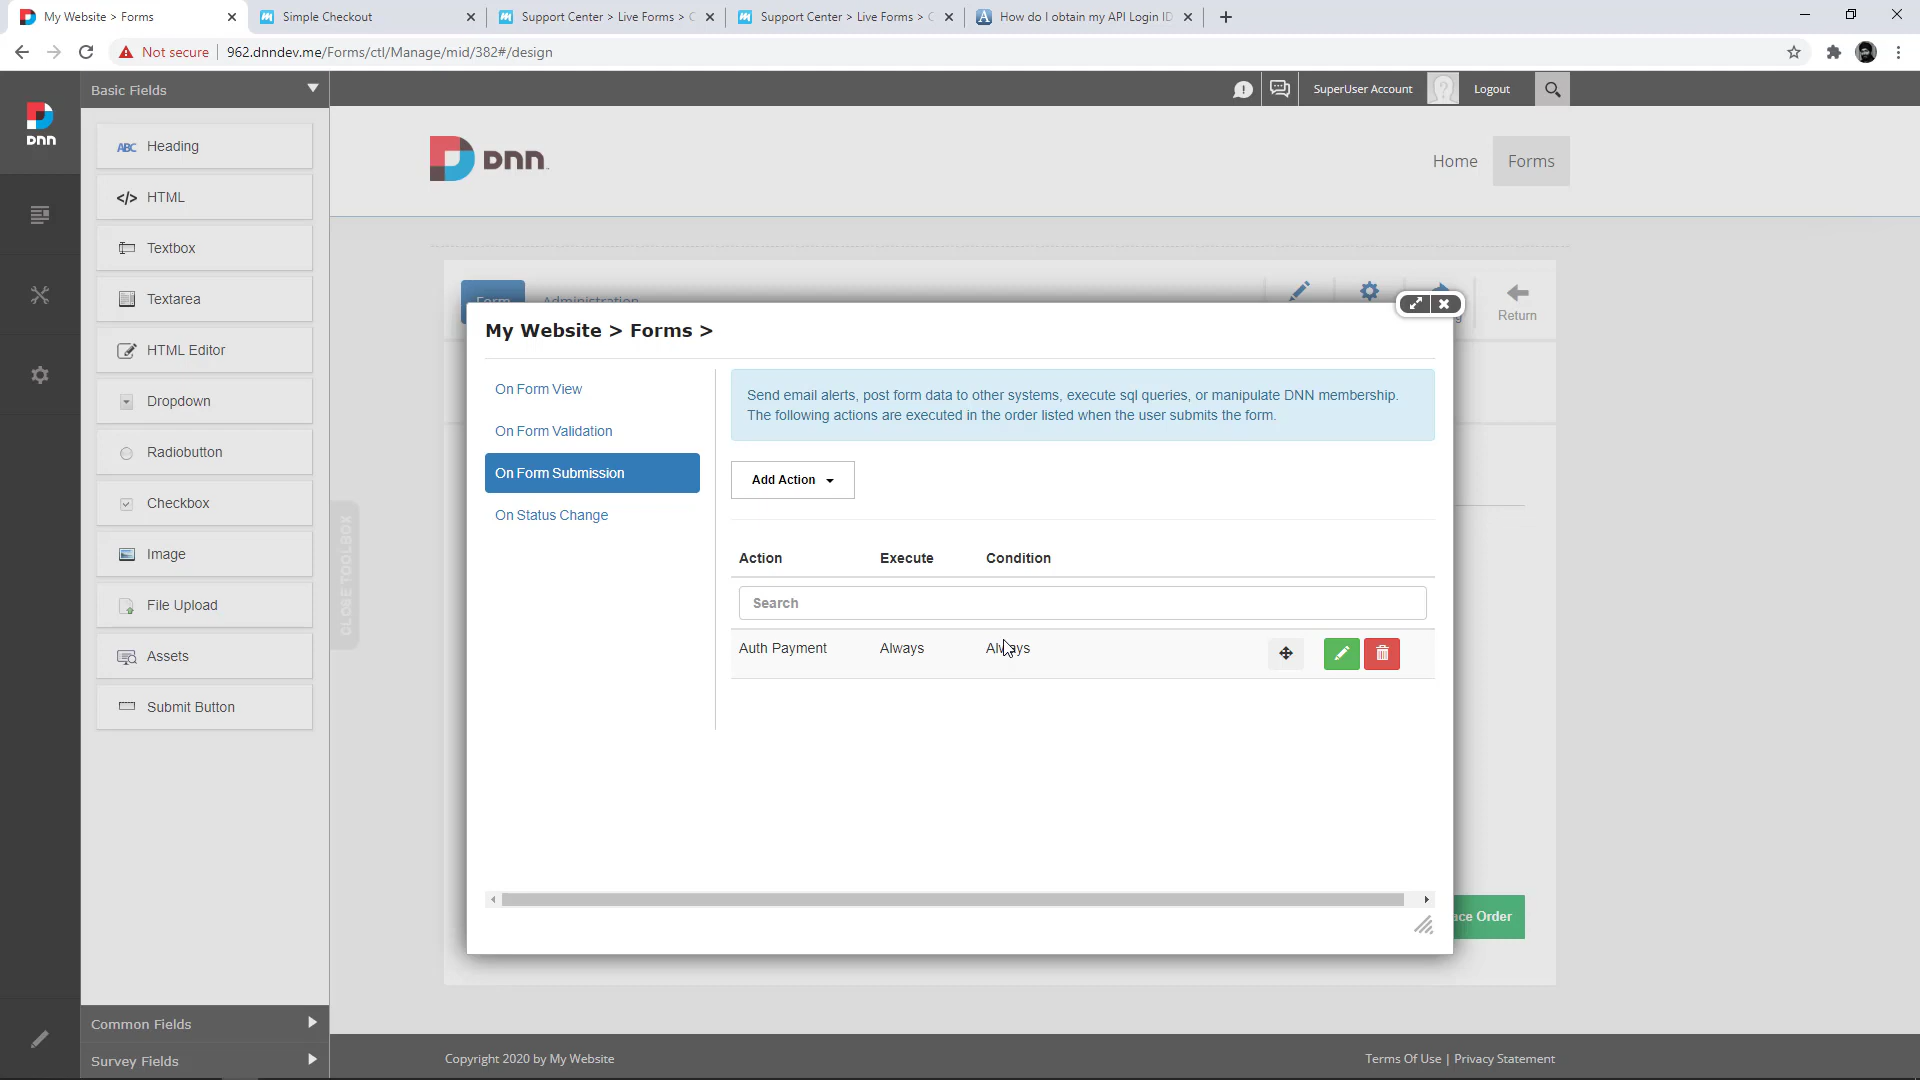 My Website > Forms
Simple Checkout
Support Center > Live Forms >
Support Center > Live Forms >
How do I obtain my API Login ID
Not secure
962.dnndev.me/Forms/ctl/Manage/mid/382#/design
Basic Fields
SuperUser Account
Logout
dnn
ABC Heading
</> HTML
Textbox
Textarea
HTML Editor
Dropdown
Radiobutton
Checkbox
Image
File Upload
Assets
Submit Button
Common Fields
Survey Fields
CLOSE TOOLBOX
dnn
Home
Forms
Form
Administration
Return
My Website > Forms >
On Form View
On Form Validation
On Form Submission
On Status Change
Send email alerts, post form data to other systems, execute sql queries, or manipulate DNN membership.
The following actions are executed in the order listed when the user submits the form.
Add Action
Action Execute Condition
Search
Auth Payment Always Always
ace Order
Copyright 2020 by My Website
Terms Of Use | Privacy Statement